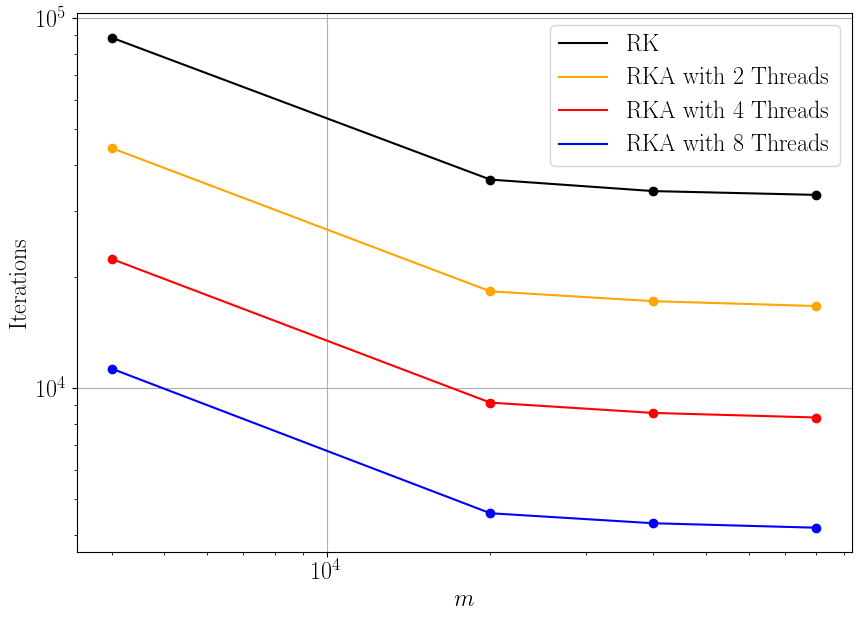 10^5
10^4
Iterations
10^4
m
RK
RKA with 2 Threads
RKA with 4 Threads
RKA with 8 Threads